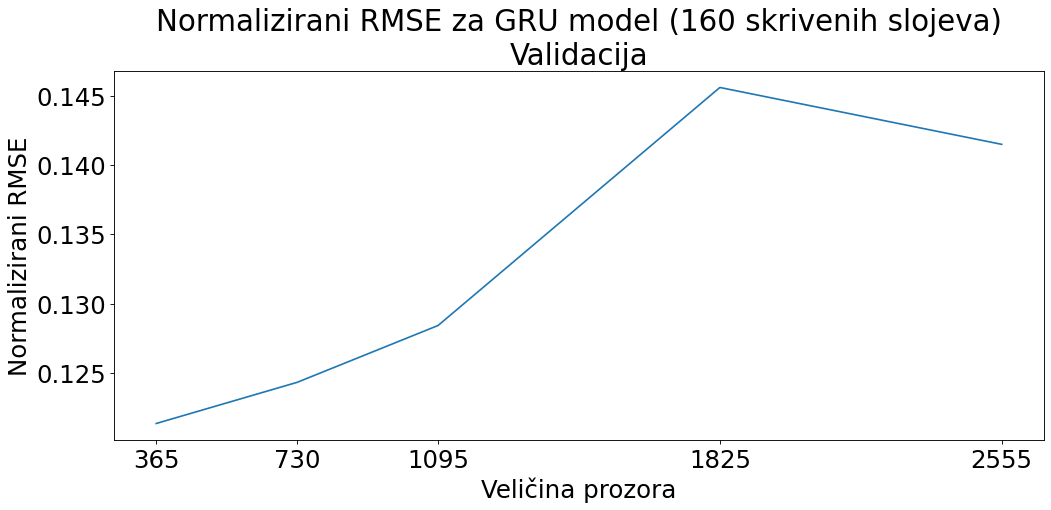 Normalizirani RMSE za GRU model (160 skrivenih slojeva)
Validacija
Normalizirani RMSE
0.145
0.140
0.135
0.130
0.125
365 730 1095 1825 2555
Veličina prozora